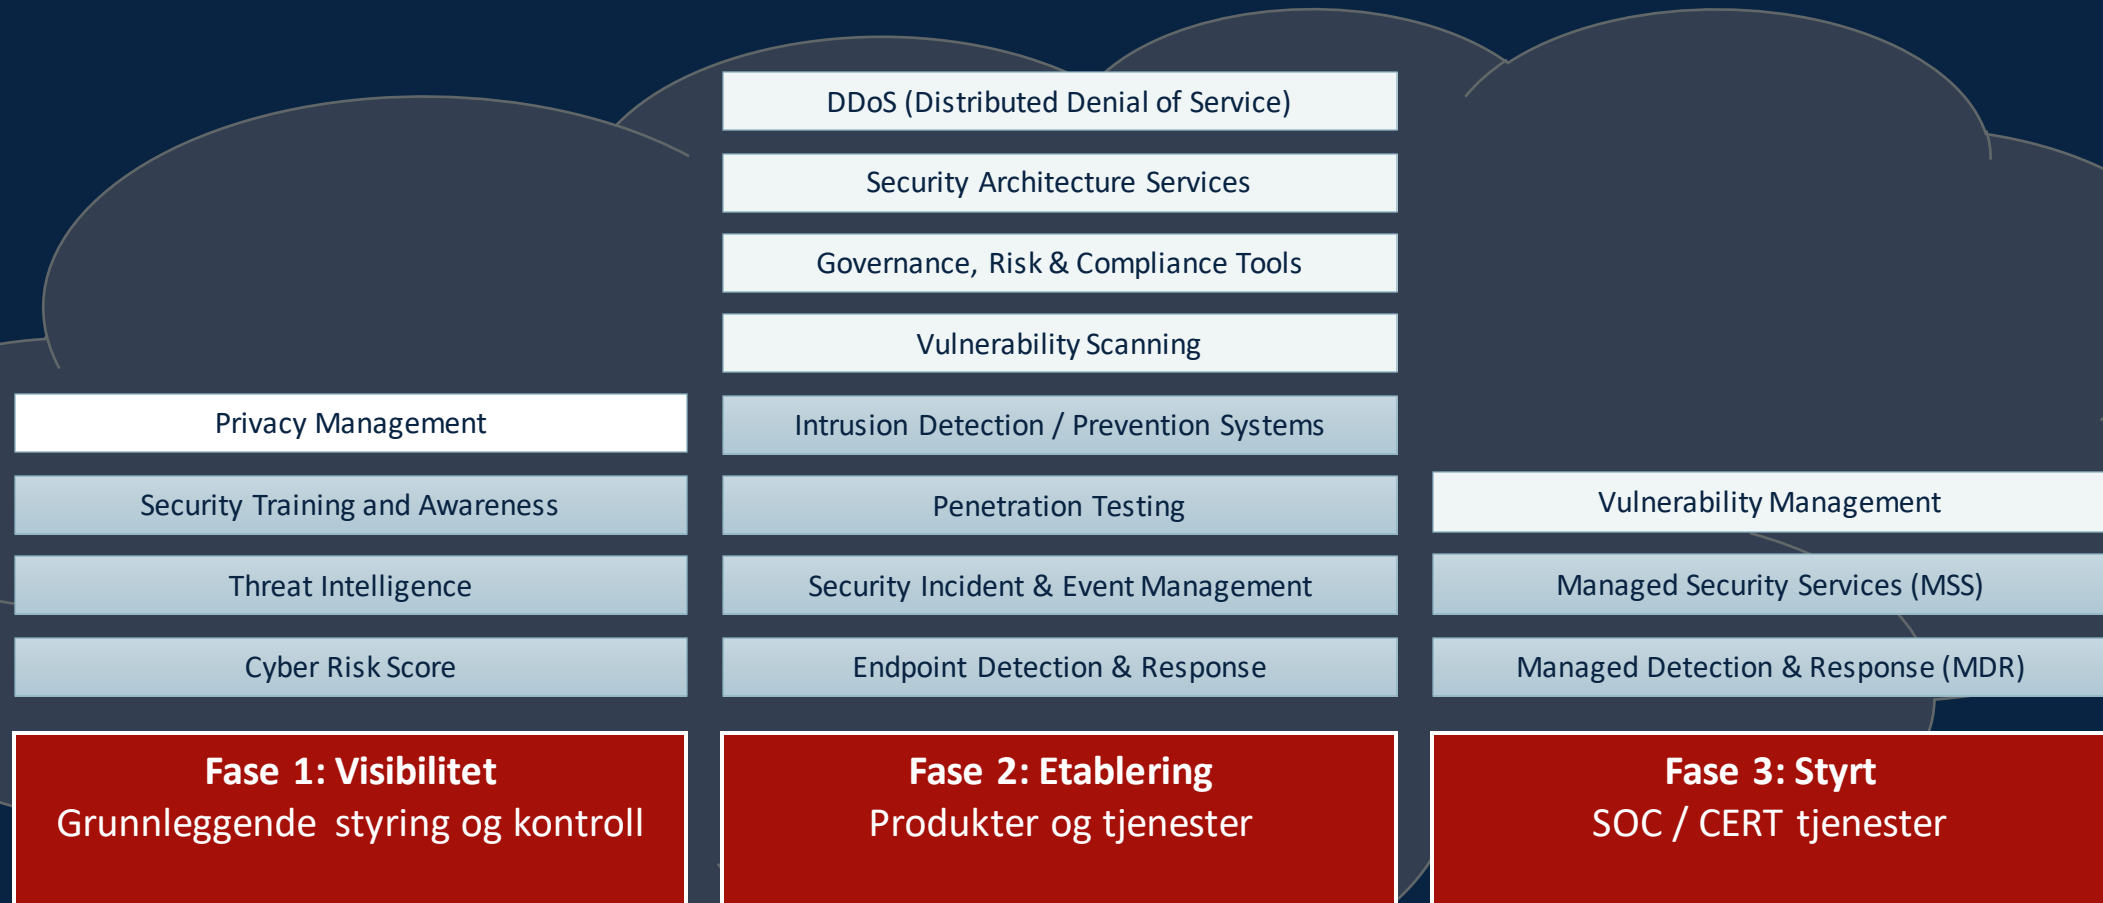 DDoS (Distributed Denial of Service)
Security Architecture Services
Governance, Risk & Compliance Tools
Vulnerability Scanning
Privacy Management
Intrusion Detection / Prevention Systems
Security Training and Awareness
Penetration Testing
Vulnerability Management
Threat Intelligence
Security Incident & Event Management
Managed Security Services (MSS)
Cyber Risk Score
Endpoint Detection & Response
Managed Detection & Response (MDR)
Fase 1: Visibilitet
Grunnleggende styring og kontroll
Fase 2: Etablering
Produkter og tjenester
Fase 3: Styrt
SOC / CERT tjenester